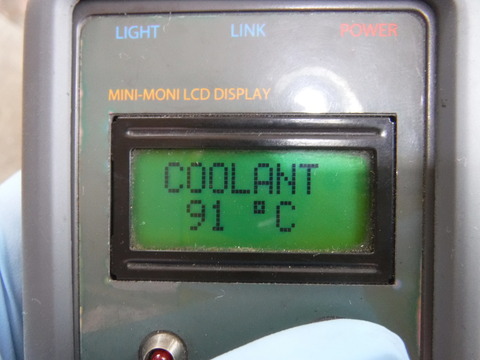 LIGHT LINK POWER
MINI-MONI LCD DISPLAY
COOLANT
91 °C